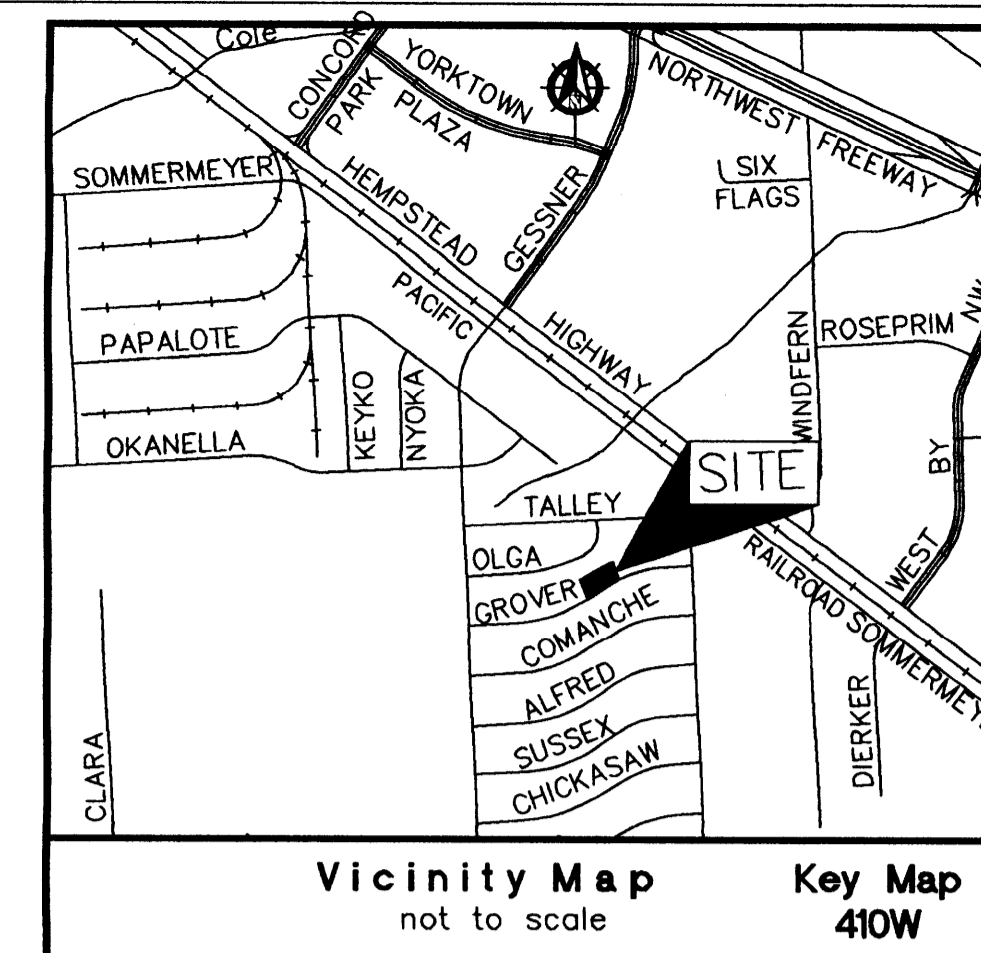 Cole
CONCORD
PARK
YORKTOWN
PLAZA
N
NORTHWEST FREEWAY
SOMMERMEYER
HEMPSTEAD
HIGHWAY
GESSNER
SIX
FLAGS
PACIFIC
PAPALOTE
KEYKO
NYOKA
WINDFERN
ROSEPRIM
NW
OKANELLA
BY
SITE
TALLEY
OLGA
GROVER
COMANCHE
ALFRED
SUSSEX
CHICKASAW
RAILROAD SOMMERMEY
WEST
DIERKER
CLARA
Vicinity Map
not to scale
Key Map
410W